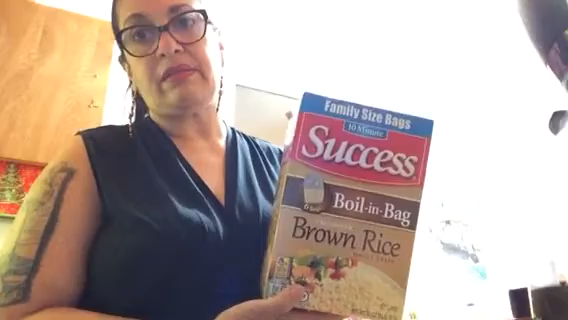 Family Size Bags
10 Minute
Success
Boil-in-Bag
Brown Rice